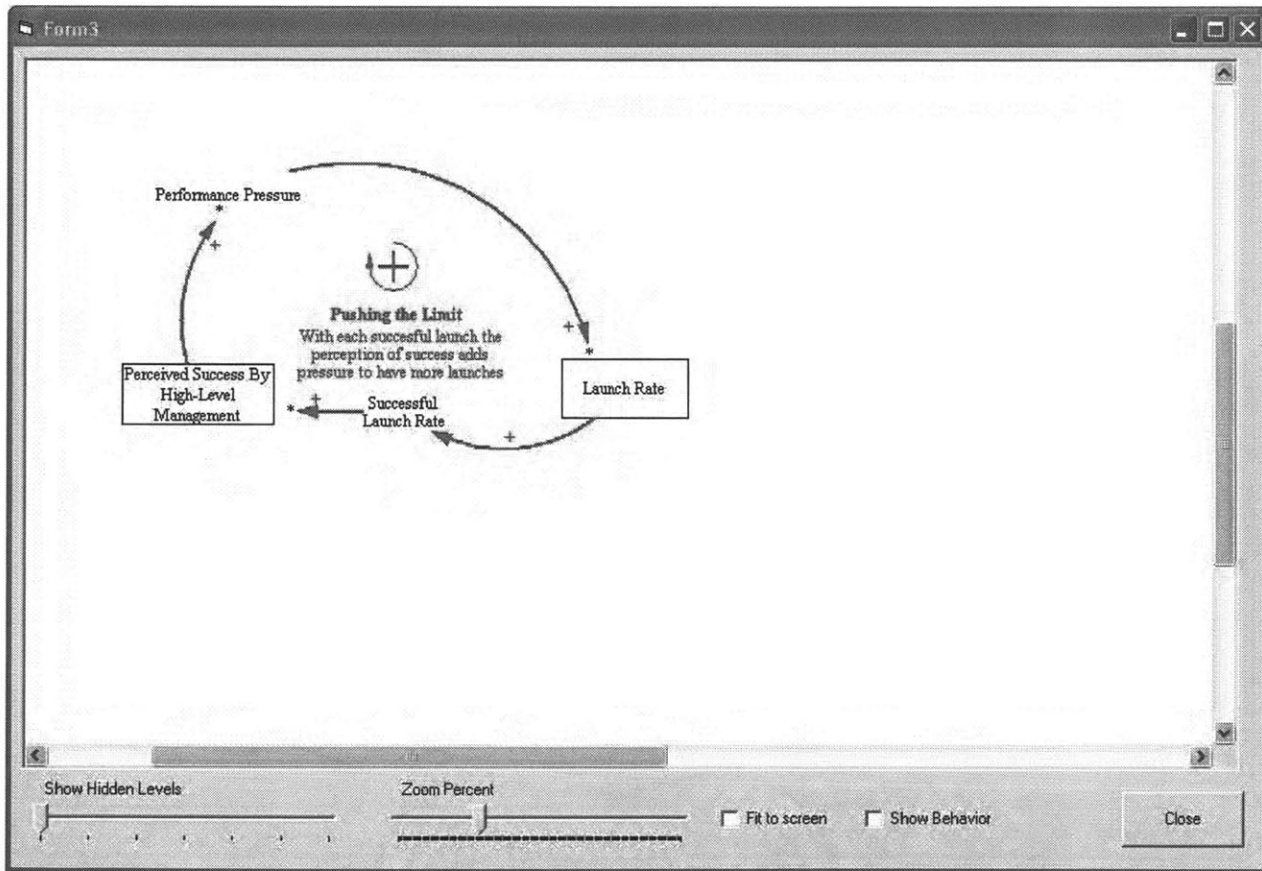 Form3
Performance Pressure
*
+
+
Pushing the Limit
With each succesful launch the
perception of success adds
pressure to have more launches
+
*
Perceived Success By
High-Level
Management
Launch Rate
+
*
Successful
Launch Rate
+
Show Hidden Levels
Zoom Percent
Fit to screen
Show Behavior
Close